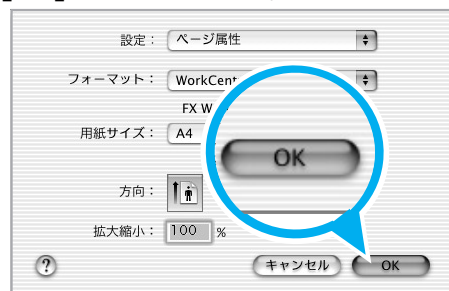 設定： ページ属性
フォーマット： WorkCent
FX W
用紙サイズ： A4
OK
方向：
拡大縮小： 100 %
? キャンセル OK